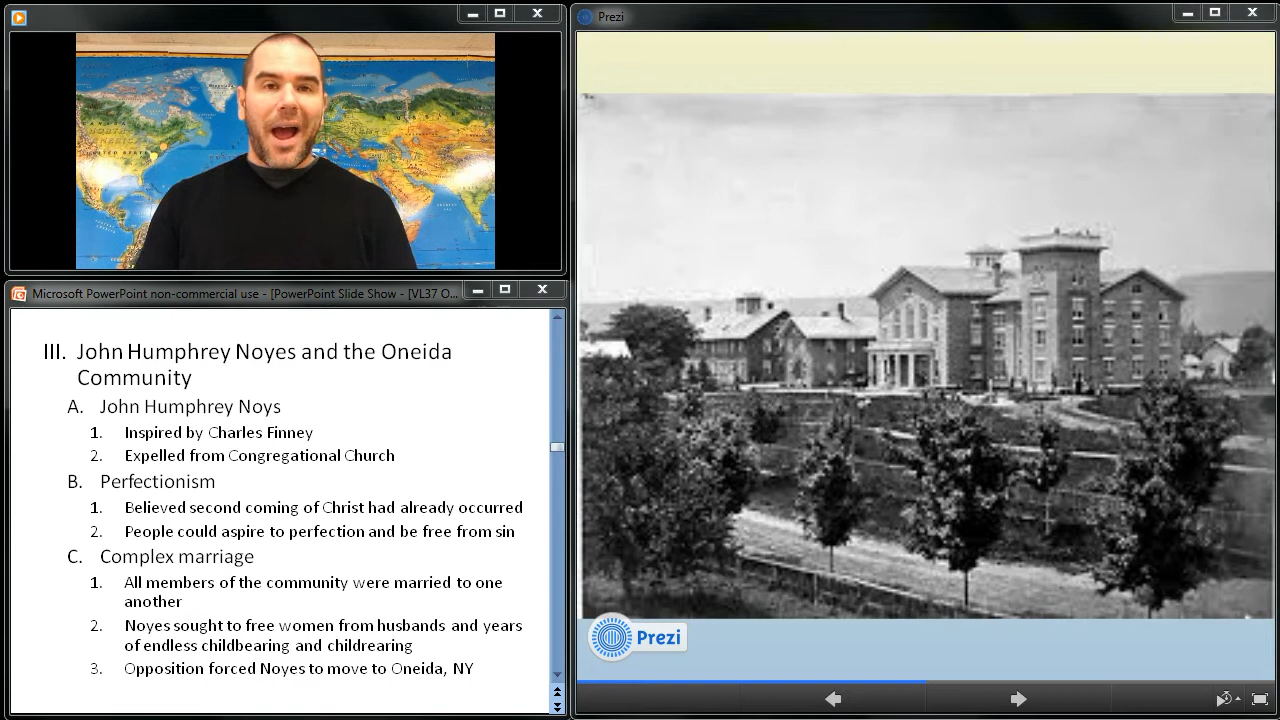 Prezi
Microsoft PowerPoint non-commercial use - [PowerPoint Slide Show - [VL37 O...
III. John Humphrey Noyes and the Oneida
Community
A. John Humphrey Noys
1. Inspired by Charles Finney
2. Expelled from Congregational Church
B. Perfectionism
1. Believed second coming of Christ had already occurred
2. People could aspire to perfection and be free from sin
C. Complex marriage
1. All members of the community were married to one
another
2. Noyes sought to free women from husbands and years
of endless childbearing and childrearing
3. Opposition forced Noyes to move to Oneida, NY
Prezi